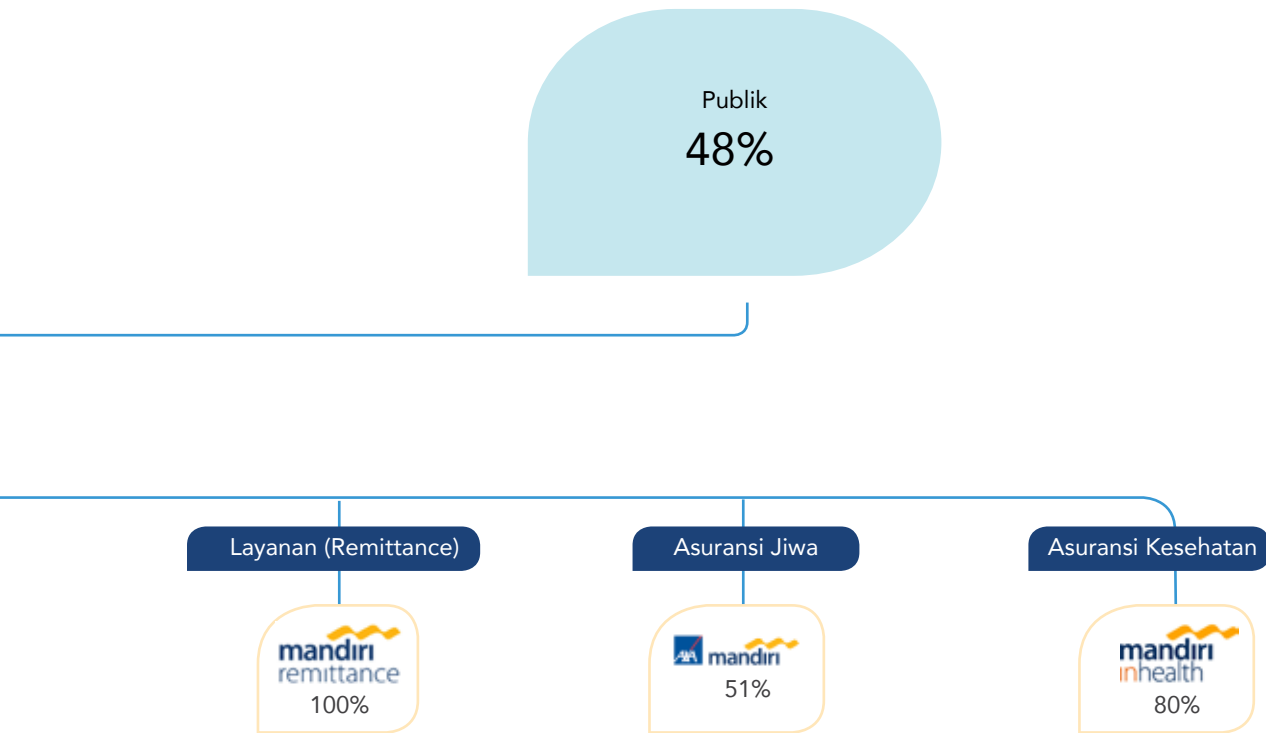 Publik
48%
Layanan (Remittance)
Asuransi Jiwa
Asuransi Kesehatan
mandiri
remittance
100%
AXA mandiri
51%
mandiri
inhealth
80%